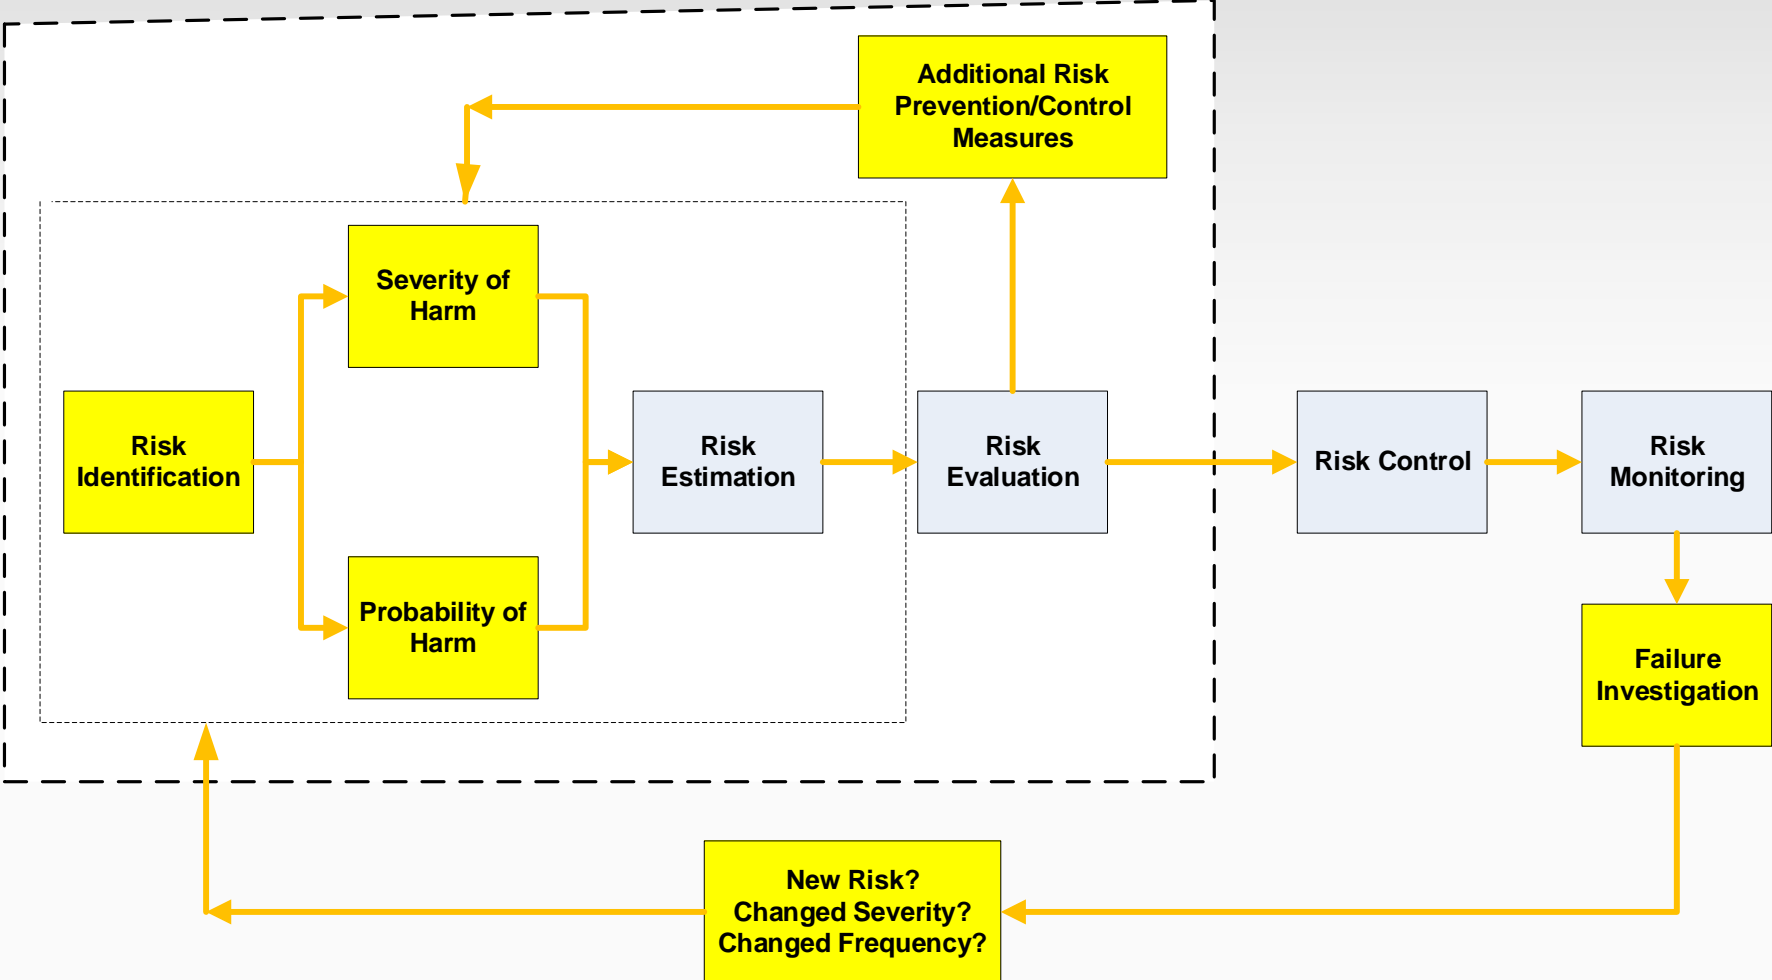 Additional Risk
Prevention/Control
Measures
Severity of
Harm
Risk
Identification
Risk
Estimation
Risk
Evaluation
Risk Control
Risk
Monitoring
Probability of
Harm
Failure
Investigation
New Risk?
Changed Severity?
Changed Frequency?